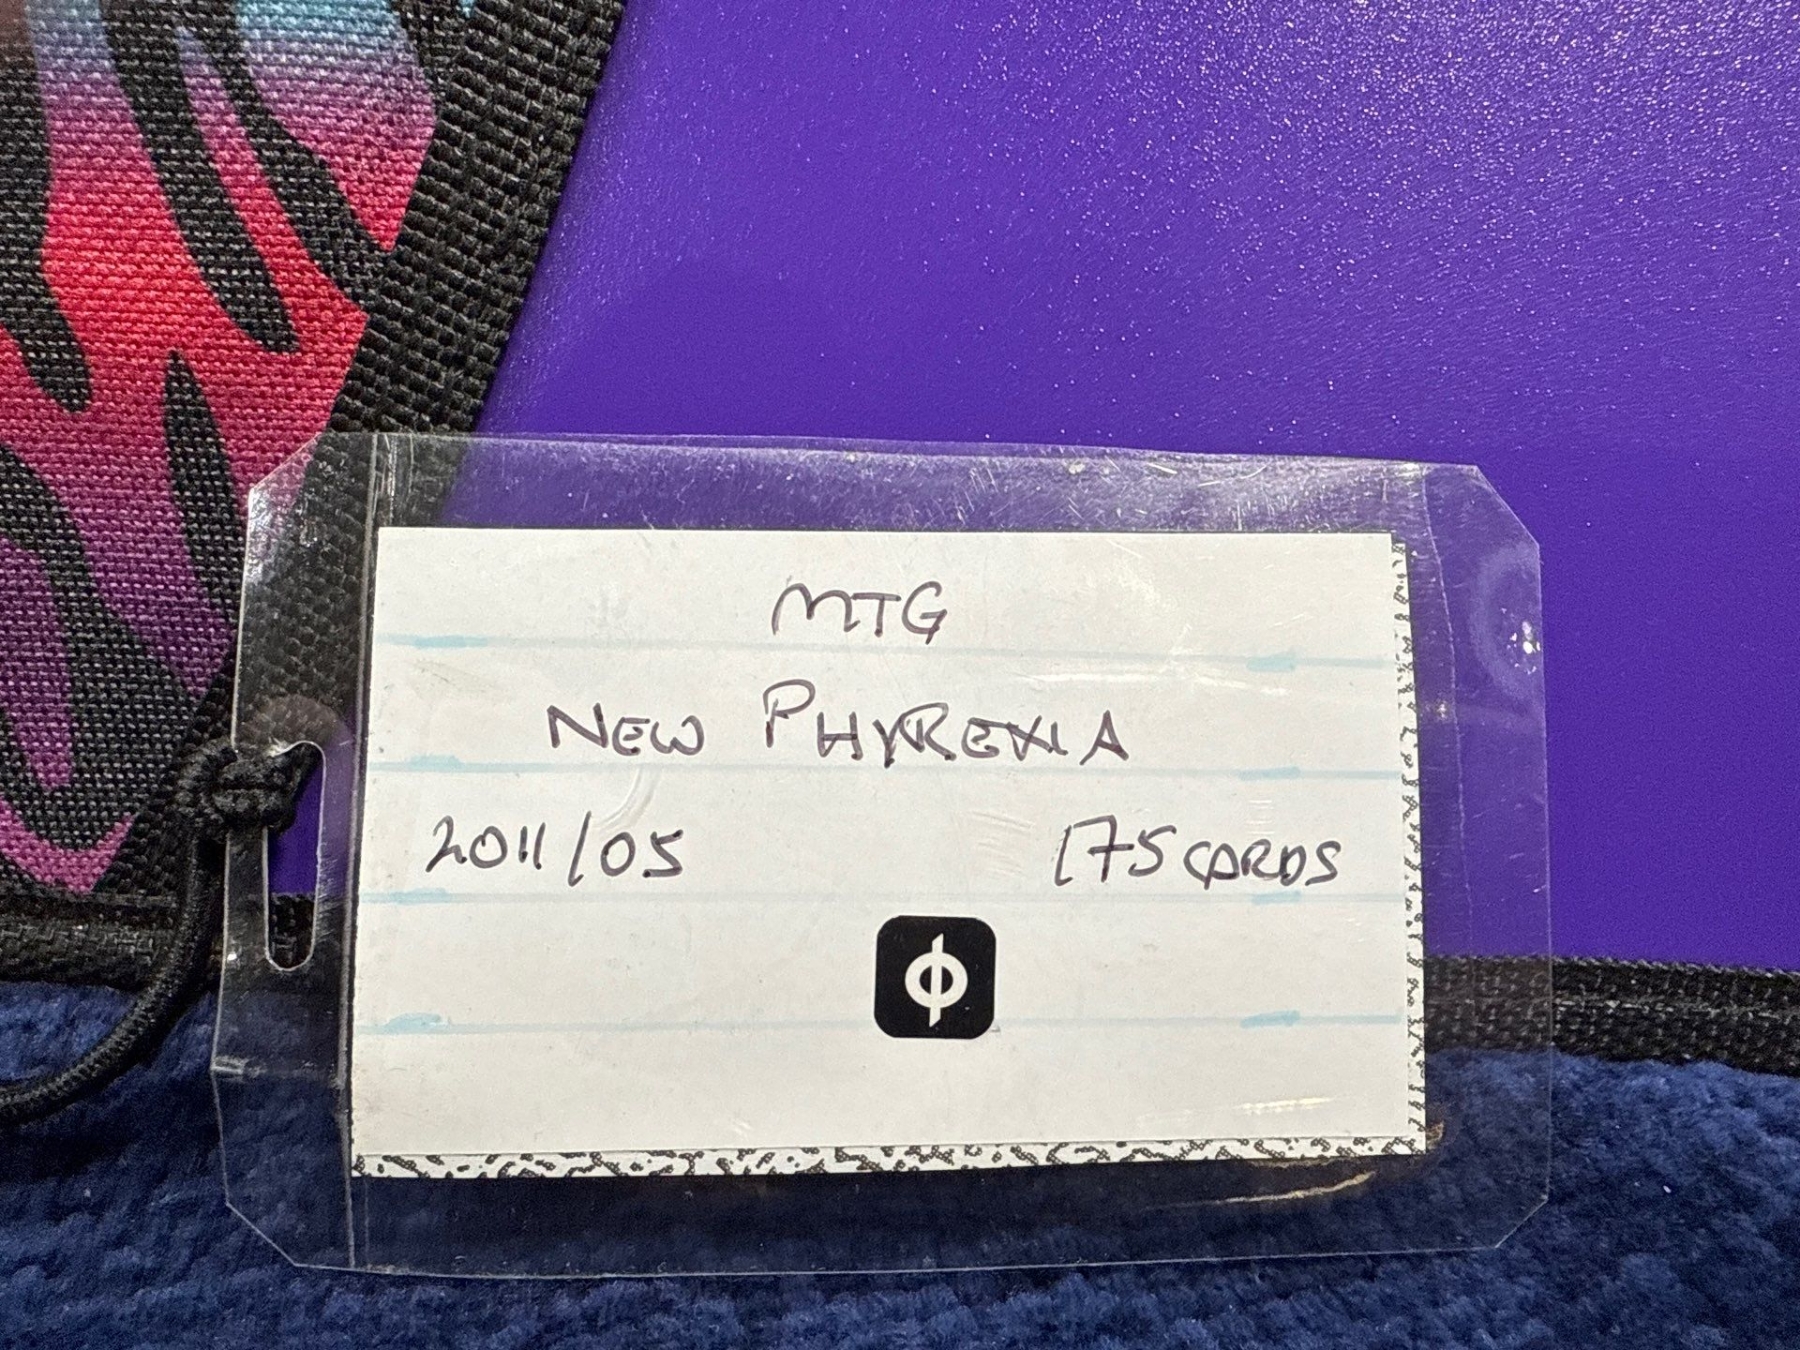 MTG
NEW PHYREXIA
2011/05 175 CARDS